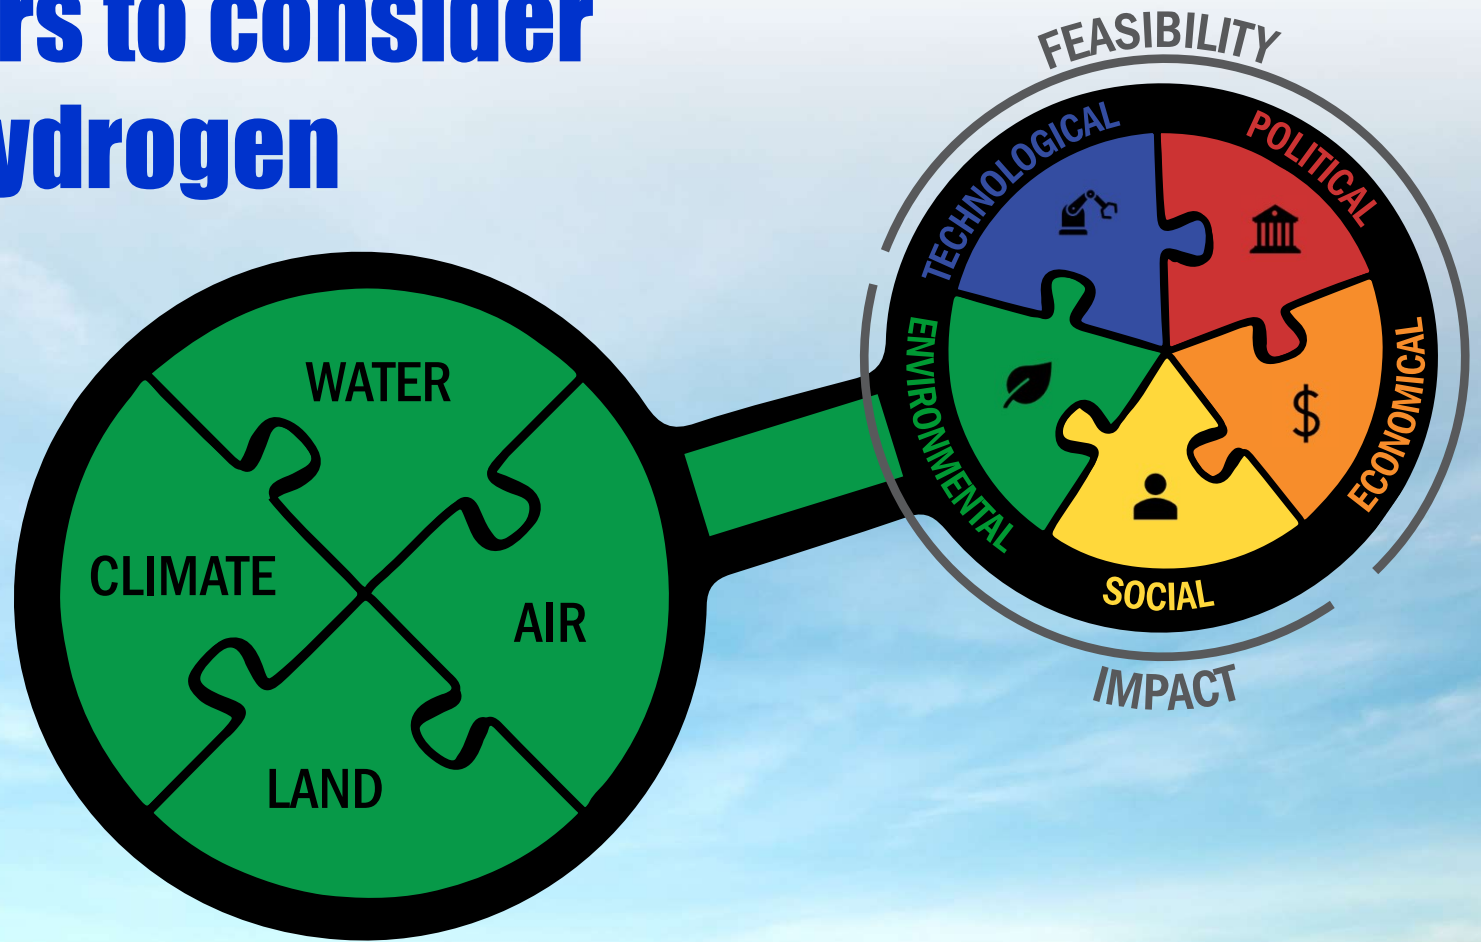 rs to consider
ydrogen
FEASIBILITY
TECHNOLOGICAL
POLITICAL
ENVIRONMENTAL
ECONOMICAL
$
SOCIAL
IMPACT
WATER
CLIMATE
AIR
LAND